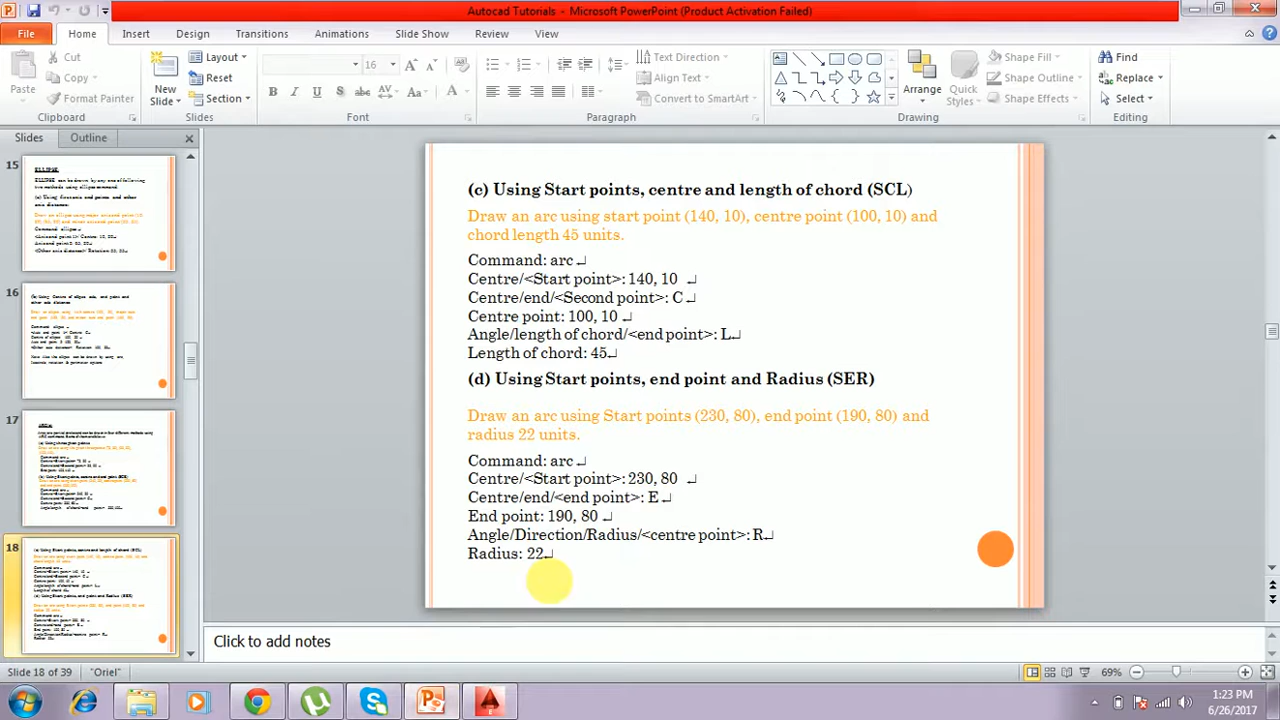 Autocad Tutorials - Microsoft PowerPoint (Product Activation Failed)
File Home Insert Design Transitions Animations Slide Show Review View
Cut
Copy
Format Painter
Paste
Clipboard
New
Slide
Layout
Reset
Section
Slides
16
Font
Paragraph
Text Direction
Align Text
Convert to SmartArt
Arrange
Quick
Styles
Shape Fill
Shape Outline
Shape Effects
Drawing
Find
Replace
Select
Editing
Slides Outline
15
16
17
18
(c) Using Start points, centre and length of chord (SCL)
Draw an arc using start point (140, 10), centre point (100, 10) and
chord length 45 units.
Command: arc ↵
Centre/<Start point>: 140, 10 ↵
Centre/end/<Second point>: C ↵
Centre point: 100, 10 ↵
Angle/length of chord/<end point>: L↵
Length of chord: 45↵
(d) Using Start points, end point and Radius (SER)
Draw an arc using Start points (230, 80), end point (190, 80) and
radius 22 units.
Command: arc ↵
Centre/<Start point>: 230, 80 ↵
Centre/end/<end point>: E ↵
End point: 190, 80 ↵
Angle/Direction/Radius/<centre point>: R↵
Radius: 22↵
Click to add notes
Slide 18 of 39 "Oriel" 69%
1:23 PM
6/26/2017